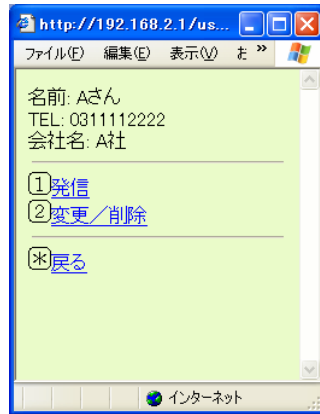 http://192.168.2.1/us...
ファイル(F) 編集(E) 表示(V) お »
名前: Aさん
TEL: 0311112222
会社名: A社
1発信
2変更／削除
*戻る
インターネット